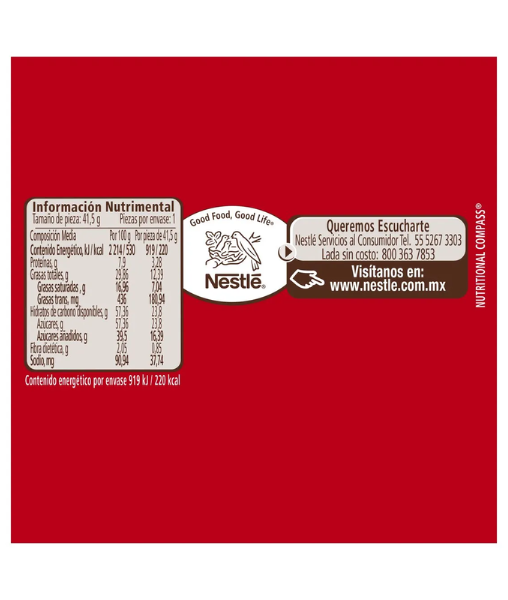 Información Nutrimental
Tamaño de pieza: 41,5 g Piezas por envase: 1
Composición Media Por 100 g Por pieza de 41,5 g
Contenido Energético, kJ / kcal 2 214 / 530 919 / 220
Proteínas, g 7,9 3,28
Grasas totales, g 29,86 12,39
Grasas saturadas , g 16,96 7,04
Grasas trans, mg 436 180,94
Hidratos de carbono disponibles, g 57,36 23,8
Azúcares, g 57,36 23,8
Azúcares añadidos, g 39,5 16,39
Fibra dietética, g 2,05 0,85
Sodio, mg 90,94 37,74
Contenido energético por envase 919 kJ / 220 kcal
Good Food, Good Life®
Nestlé®
Queremos Escucharte
Nestlé Servicios al Consumidor Tel. 55 5267 3303
Lada sin costo: 800 363 7853
Visítanos en:
www.nestle.com.mx
NUTRITIONAL COMPASS®